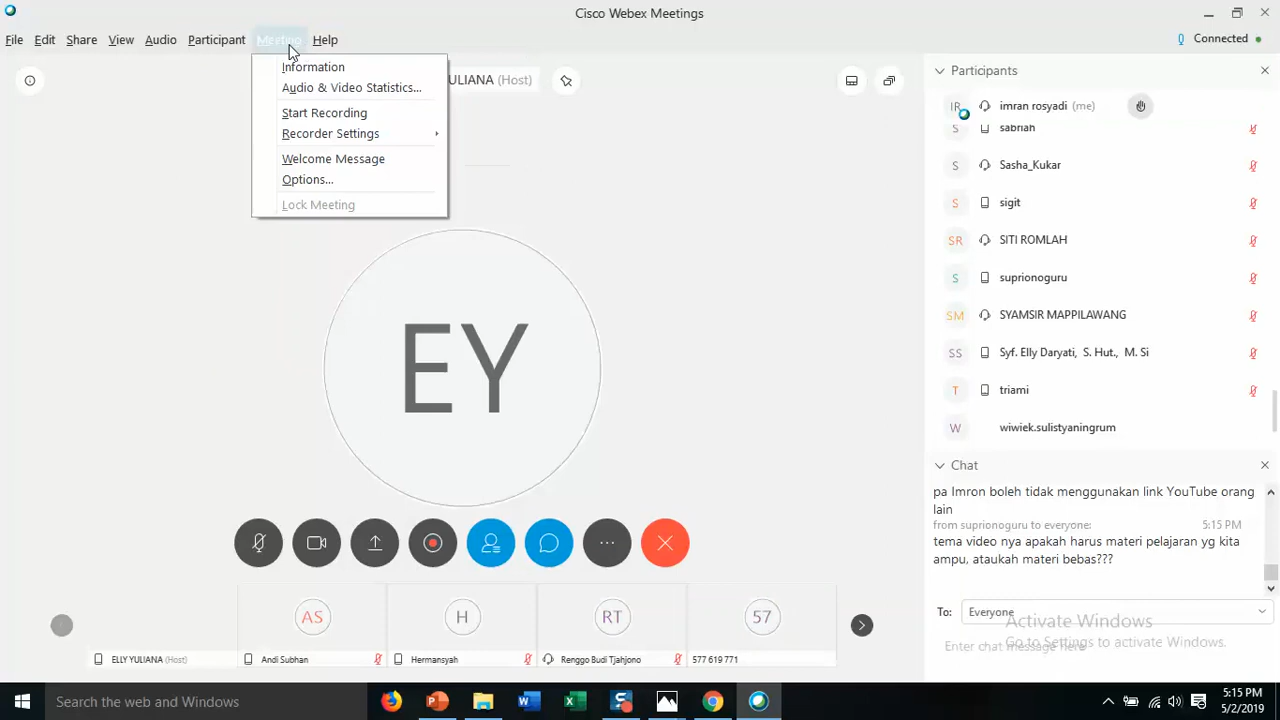 Cisco Webex Meetings
File Edit Share View Audio Participant Meeting Help
Connected
Information
Audio & Video Statistics...
Start Recording
Recorder Settings
Welcome Message
Options...
Lock Meeting
YULIANA (Host)
EY
ELLY YULIANA (Host)
AS
Andi Subhan
H
Hermansyah
RT
Renggo Budi Tjahjono
57
577 619 771
Participants
IR imran rosyadi (me)
S sabriah
S Sasha_Kukar
S sigit
SR SITI ROMLAH
S suprionoguru
SM SYAMSIR MAPPILAWANG
SS Syf. Elly Daryati, S. Hut., M. Si
T triami
W wiwiek.sulistyaningrum
Chat
pa Imron boleh tidak menggunakan link YouTube orang
lain
from suprionoguru to everyone: 5:15 PM
tema video nya apakah harus materi pelajaran yg kita
ampu, ataukah materi bebas???
To: Everyone
Enter chat message here
Activate Windows
Go to Settings to activate Windows.
Search the web and Windows
5:15 PM
5/2/2019